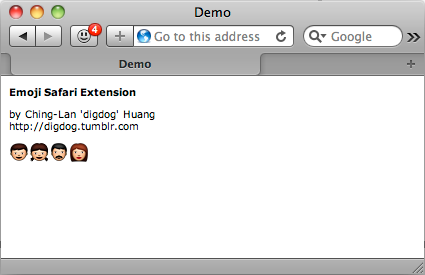 Demo
4
Go to this address
Google
Demo
Emoji Safari Extension
by Ching-Lan 'digdog' Huang
http://digdog.tumblr.com